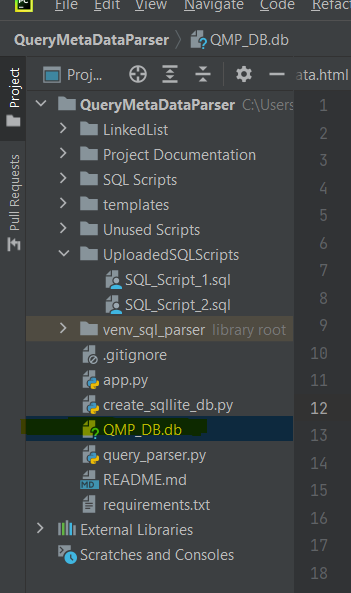 PC File Edit View Navigate Code Refact
QueryMetaDataParser QMP_DB.db
Project
Pull Requests
Proj... ata.html
QueryMetaDataParser C:\Users
LinkedList
Project Documentation
SQL Scripts
templates
Unused Scripts
UploadedSQLScripts
SQL_Script_1.sql
SQL_Script_2.sql
venv_sql_parser library root
.gitignore
app.py
create_sqllite_db.py
QMP_DB.db
query_parser.py
README.md
requirements.txt
External Libraries
Scratches and Consoles
1
2
3
4
5
6
7
8
9
10
11
12
13
14
15
16
17
18